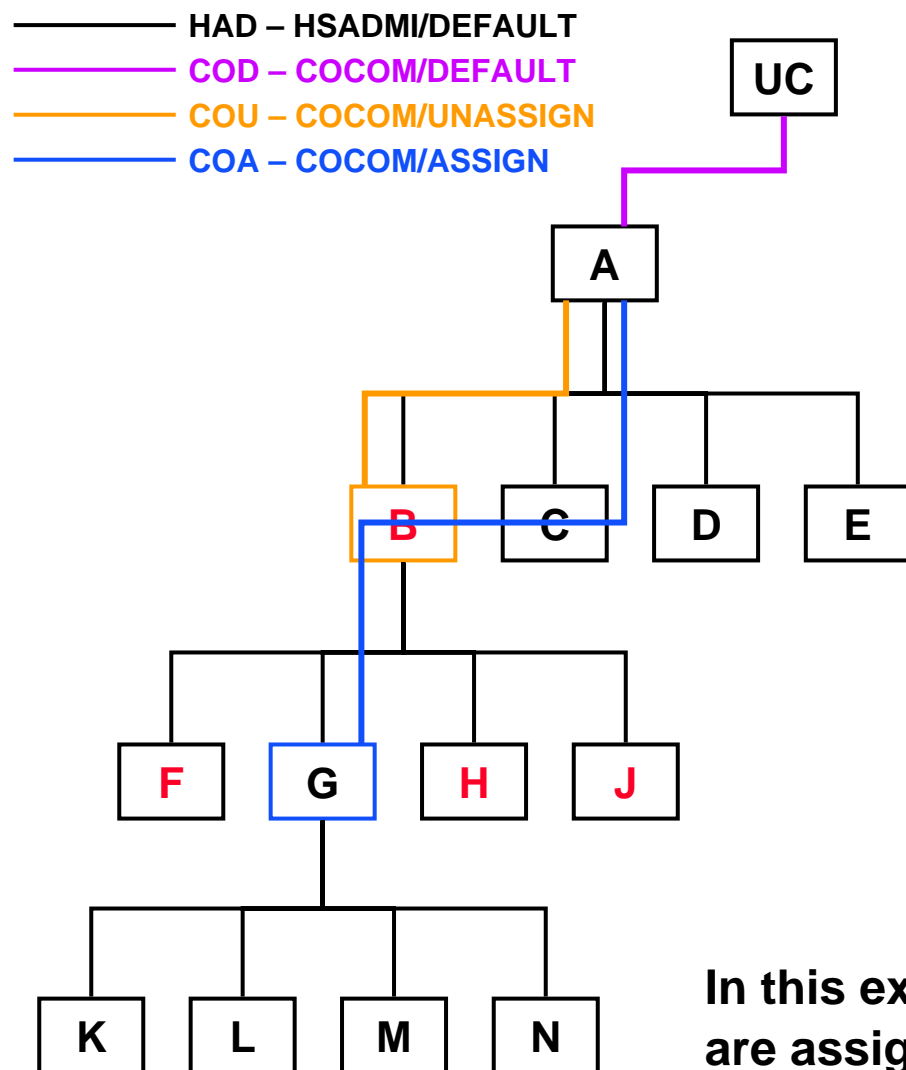 HAD – HSADMI/DEFAULT
COD – COCOM/DEFAULT
COU – COCOM/UNASSIGN
COA – COCOM/ASSIGN
UC
A
B C D E
F G H J
K L M N
In this ex
are assig